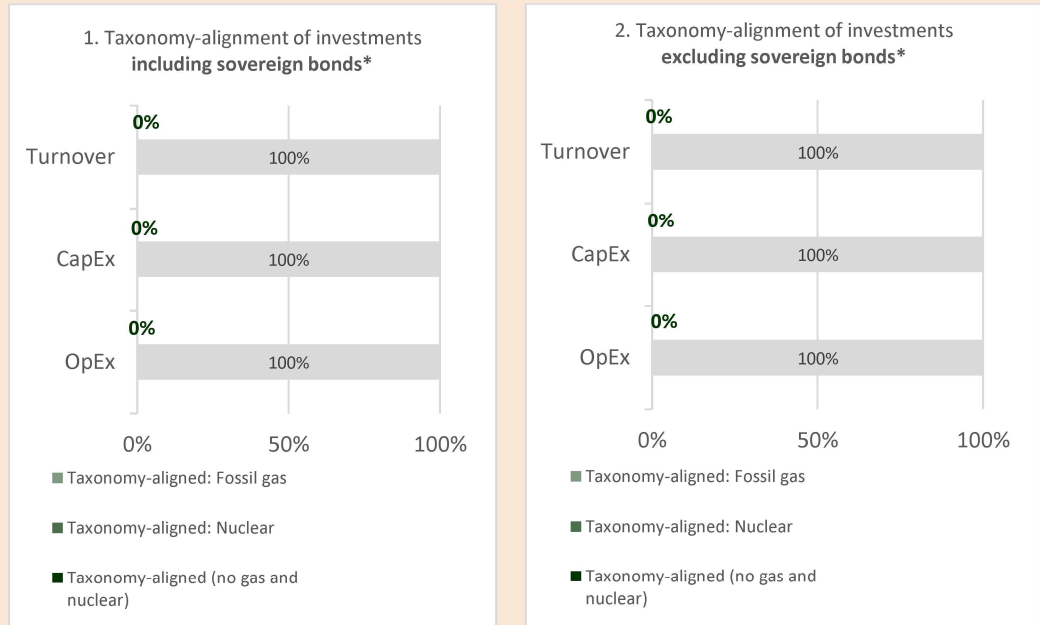 1. Taxonomy-alignment of investments
including sovereign bonds*
0%
Turnover
100%
0%
CapEx
100%
0%
OpEx
100%
0%
50%
100%
Taxonomy-aligned: Fossil gas
Taxonomy-aligned: Nuclear
Taxonomy-aligned (no gas and
nuclear)
2. Taxonomy-alignment of investments
excluding sovereign bonds*
0%
Turnover
100%
0%
CapEx
100%
0%
OpEx
100%
0%
50%
100%
Taxonomy-aligned: Fossil gas
Taxonomy-aligned: Nuclear
Taxonomy-aligned (no gas and
nuclear)